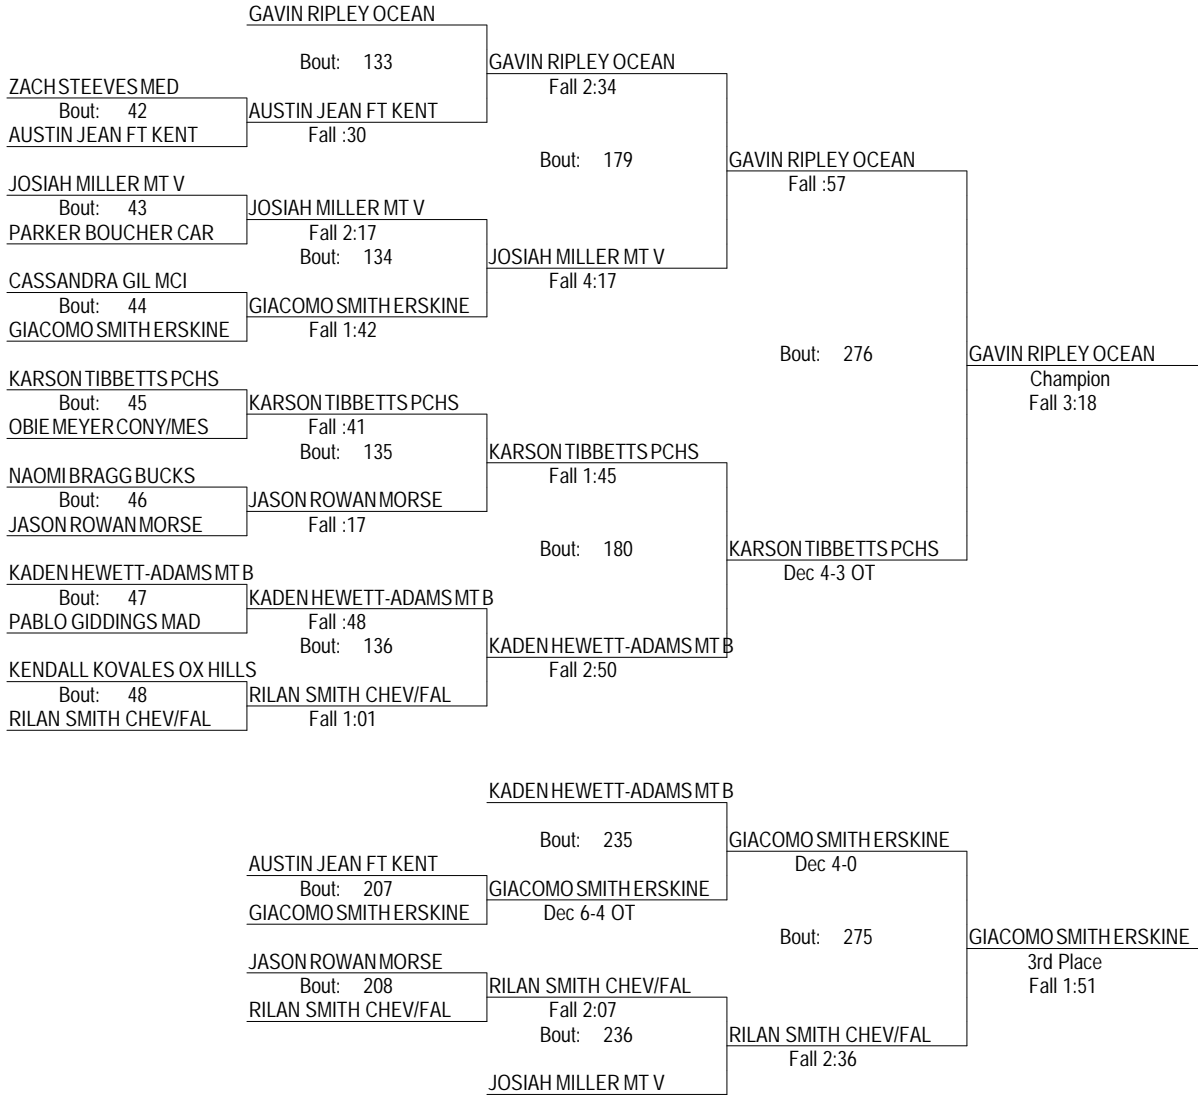 GAVIN RIPLEY OCEAN
Bout: 133
GAVIN RIPLEY OCEAN
Fall 2:34
ZACH STEEVES MED
Bout: 42
AUSTIN JEAN FT KENT
AUSTIN JEAN FT KENT
Fall :30
Bout: 179
GAVIN RIPLEY OCEAN
Fall :57
JOSIAH MILLER MT V
Bout: 43
PARKER BOUCHER CAR
JOSIAH MILLER MT V
Fall 2:17
Bout: 134
JOSIAH MILLER MT V
Fall 4:17
CASSANDRA GIL MCI
Bout: 44
GIACOMO SMITH ERSKINE
GIACOMO SMITH ERSKINE
Fall 1:42
Bout: 276
GAVIN RIPLEY OCEAN
Champion
Fall 3:18
KARSON TIBBETTS PCHS
Bout: 45
OBIE MEYER CONY/MES
KARSON TIBBETTS PCHS
Fall :41
Bout: 135
KARSON TIBBETTS PCHS
Fall 1:45
NAOMI BRAGG BUCKS
Bout: 46
JASON ROWAN MORSE
JASON ROWAN MORSE
Fall :17
Bout: 180
KARSON TIBBETTS PCHS
Dec 4-3 OT
KADEN HEWETT-ADAMS MT B
Bout: 47
PABLO GIDDINGS MAD
KADEN HEWETT-ADAMS MT B
Fall :48
Bout: 136
KADEN HEWETT-ADAMS MT B
Fall 2:50
KENDALL KOVALES OX HILLS
Bout: 48
RILAN SMITH CHEV/FAL
RILAN SMITH CHEV/FAL
Fall 1:01
KADEN HEWETT-ADAMS MT B
Bout: 235
GIACOMO SMITH ERSKINE
Dec 4-0
AUSTIN JEAN FT KENT
Bout: 207
GIACOMO SMITH ERSKINE
GIACOMO SMITH ERSKINE
Dec 6-4 OT
Bout: 275
GIACOMO SMITH ERSKINE
3rd Place
Fall 1:51
JASON ROWAN MORSE
Bout: 208
RILAN SMITH CHEV/FAL
RILAN SMITH CHEV/FAL
Fall 2:07
Bout: 236
RILAN SMITH CHEV/FAL
Fall 2:36
JOSIAH MILLER MT V